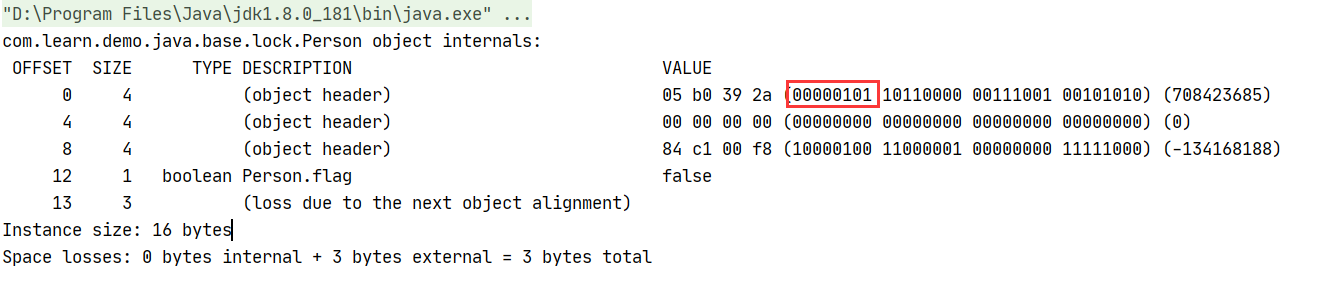 "D:\Program Files\Java\jdk1.8.0_181\bin\java.exe" ...
com.learn.demo.java.base.lock.Person object internals:
OFFSET SIZE TYPE DESCRIPTION VALUE
0 4 (object header) 05 b0 39 2a (00000101 10110000 00111001 00101010) (708423685)
4 4 (object header) 00 00 00 00 (00000000 00000000 00000000 00000000) (0)
8 4 (object header) 84 c1 00 f8 (10000100 11000001 00000000 11111000) (-134168188)
12 1 boolean Person.flag false
13 3 (loss due to the next object alignment)
Instance size: 16 bytes
Space losses: 0 bytes internal + 3 bytes external = 3 bytes total